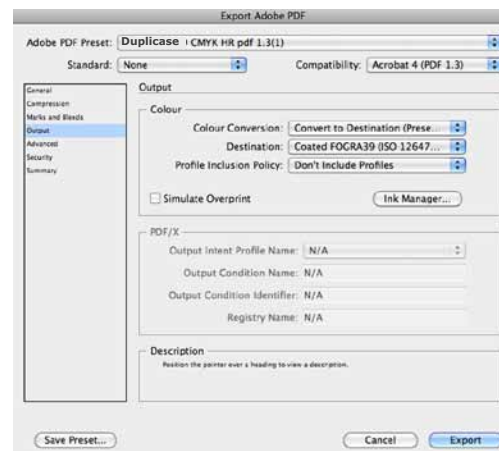 Export Adobe PDF
Adobe PDF Preset: Duplicase CMYK HR pdf 1.3(1)
Standard: None Compatibility: Acrobat 4 (PDF 1.3)
General
Compression
Marks and Bleeds
Output
Advanced
Security
Summary
Output
Colour
Colour Conversion: Convert to Destination (Prese...
Destination: Coated FOGRA39 (ISO 12647...
Profile Inclusion Policy: Don't Include Profiles
Simulate Overprint Ink Manager...
PDF/X
Output Intent Profile Name: N/A
Output Condition Name: N/A
Output Condition Identifier: N/A
Registry Name: N/A
Description
Position the pointer over a heading to view a description.
Save Preset... Cancel Export